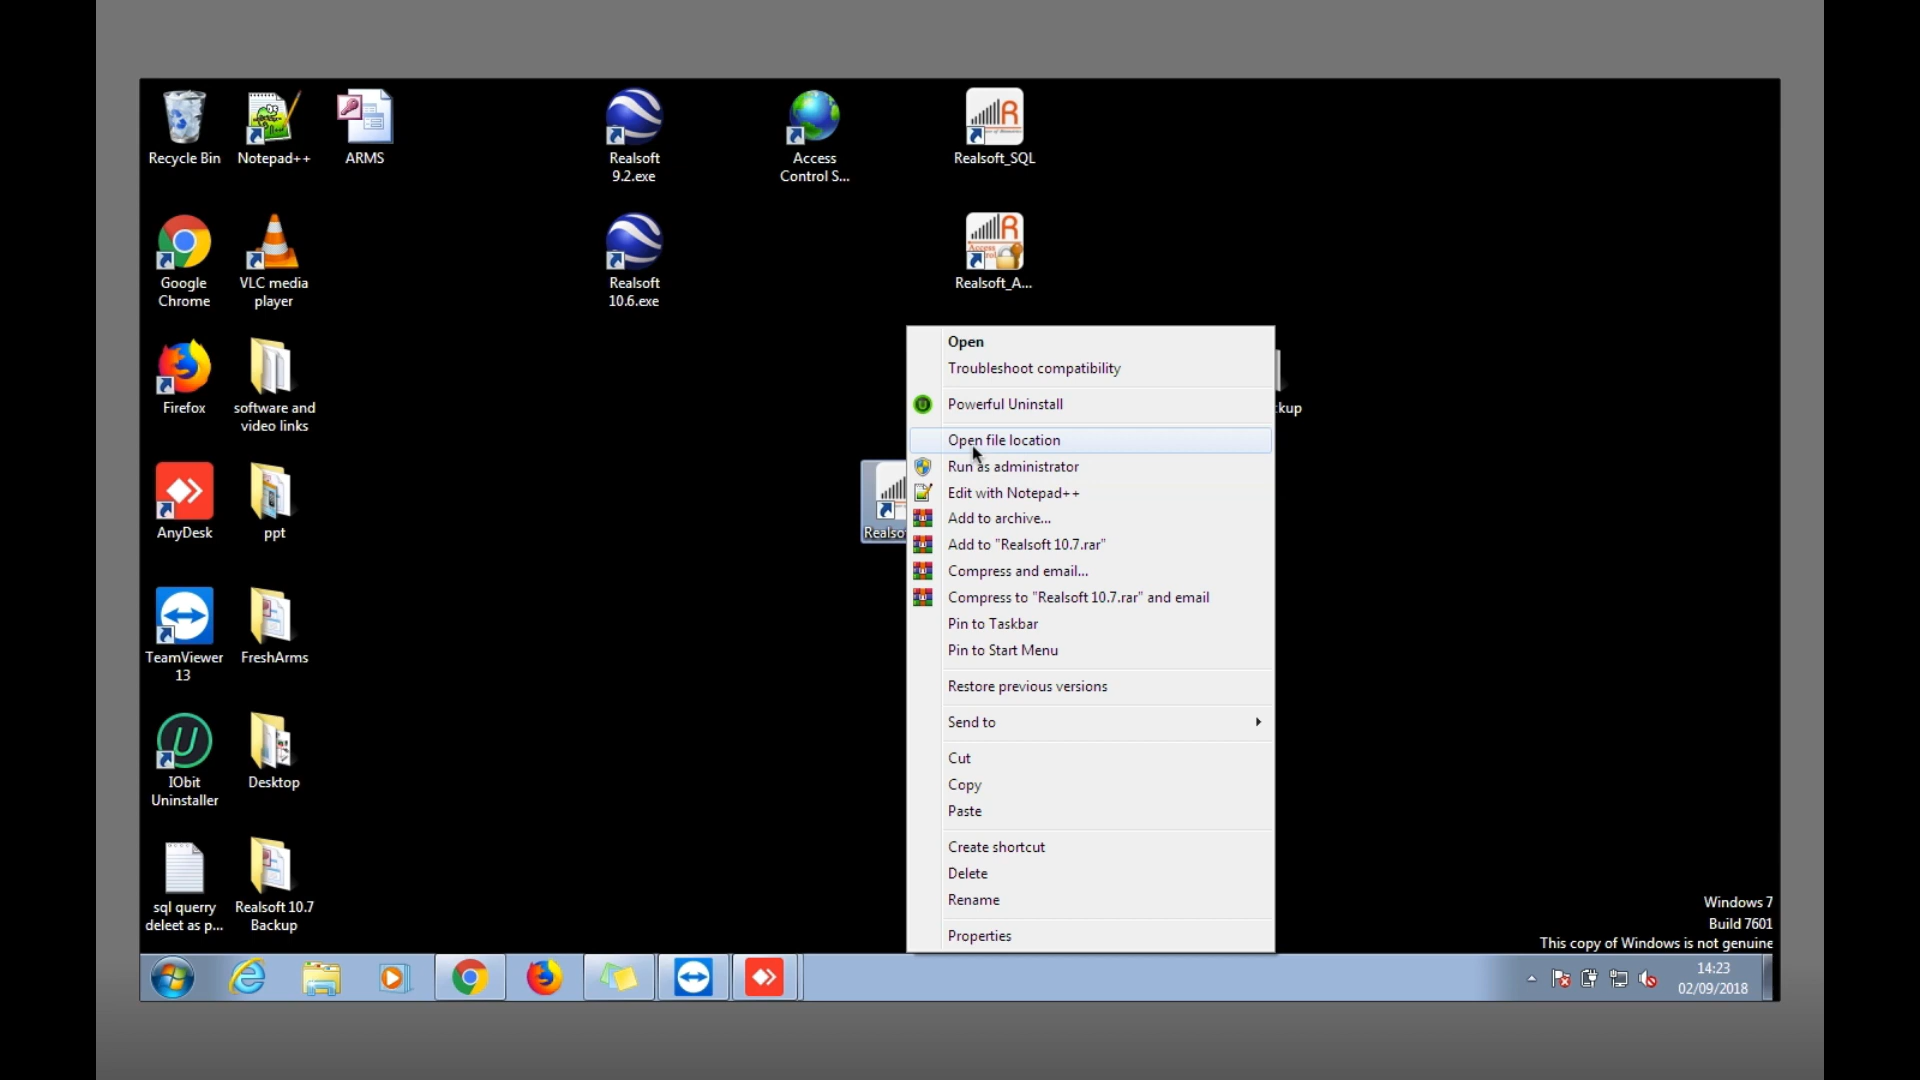 Recycle Bin
Notepad++
ARMS
Realsoft
9.2.exe
Access
Control S...
Realsoft_SQL
Google
Chrome
VLC media
player
Realsoft
10.6.exe
Realsoft_A...
Firefox
software and
video links
AnyDesk
ppt
TeamViewer
13
FreshArms
IObit
Uninstaller
Desktop
sql querry
deleet as p...
Realsoft 10.7
Backup
Realso
kup
Open
Troubleshoot compatibility
Powerful Uninstall
Open file location
Run as administrator
Edit with Notepad++
Add to archive...
Add to "Realsoft 10.7.rar"
Compress and email...
Compress to "Realsoft 10.7.rar" and email
Pin to Taskbar
Pin to Start Menu
Restore previous versions
Send to
Cut
Copy
Paste
Create shortcut
Delete
Rename
Properties
Windows 7
Build 7601
This copy of Windows is not genuine
14:23
02/09/2018